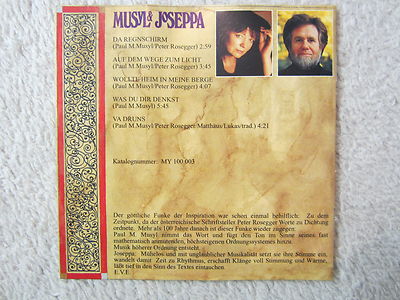 MUSYL & JOSEPPA
DA REGNSCHIRM
(Paul M.Musyl/Peter Rosegger) 2:59
AUF DEM WEGE ZUM LICHT
(Paul M.Musyl/Peter Rosegger) 3:45
WOLLTE HEIM IN MEINE BERGE
(Paul M.Musyl/Peter Rosegger) 4:07
WAS DU DIR DENKST
(Paul M.Musyl) 5:45
VA DRUNS
(Paul M.Musyl/Peter Rosegger/Matthäus/Lukas/trad.) 4:21
Katalognummer: MY 100 003
Der göttliche Funke der Inspiration war schon einmal behilflich: Zu dem
Zeitpunkt, da der österreichische Schriftsteller Peter Rosegger Worte zu Dichtung
ordnete. Mehr als 100 Jahre danach ist dieser Funke wieder zugegen.
Paul M. Musyl nimmt das Wort und fügt den Ton im Sinne seines fast
mathematisch anmutenden, höchsteigenen Ordnungssystemes hinzu.
Musik höherer Ordnung entsteht.
Joseppa: Mühelos und mit unglaublicher Musikalität setzt sie ihre Stimme ein,
wandelt damit Zeit zu Rhythmus, erschafft Klänge voll Stimmung und Wärme,
läßt tief in den Sinn des Textes eintauchen.
E.V.F.